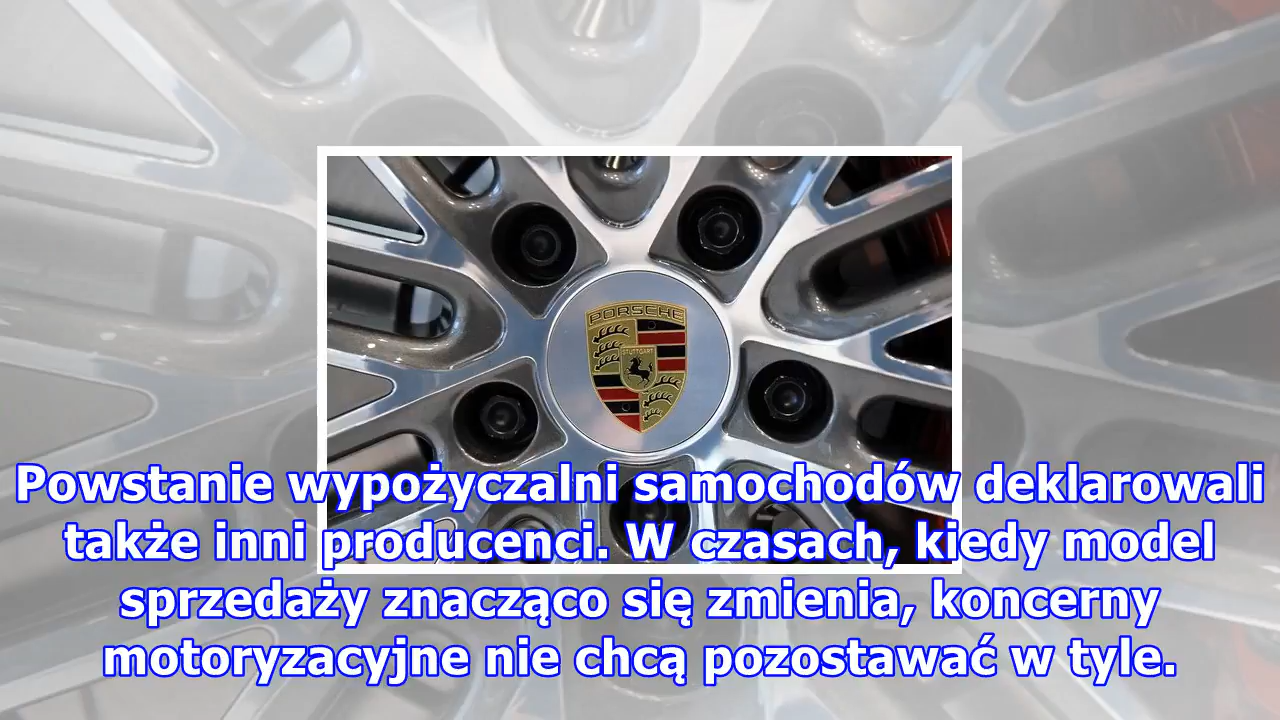 PORSCHE
STUTTGART
Powstanie wypożyczalni samochodów deklarowali
także inni producenci. W czasach, kiedy model
sprzedaży znacząco się zmienia, koncerny
motoryzacyjne nie chcą pozostawać w tyle.